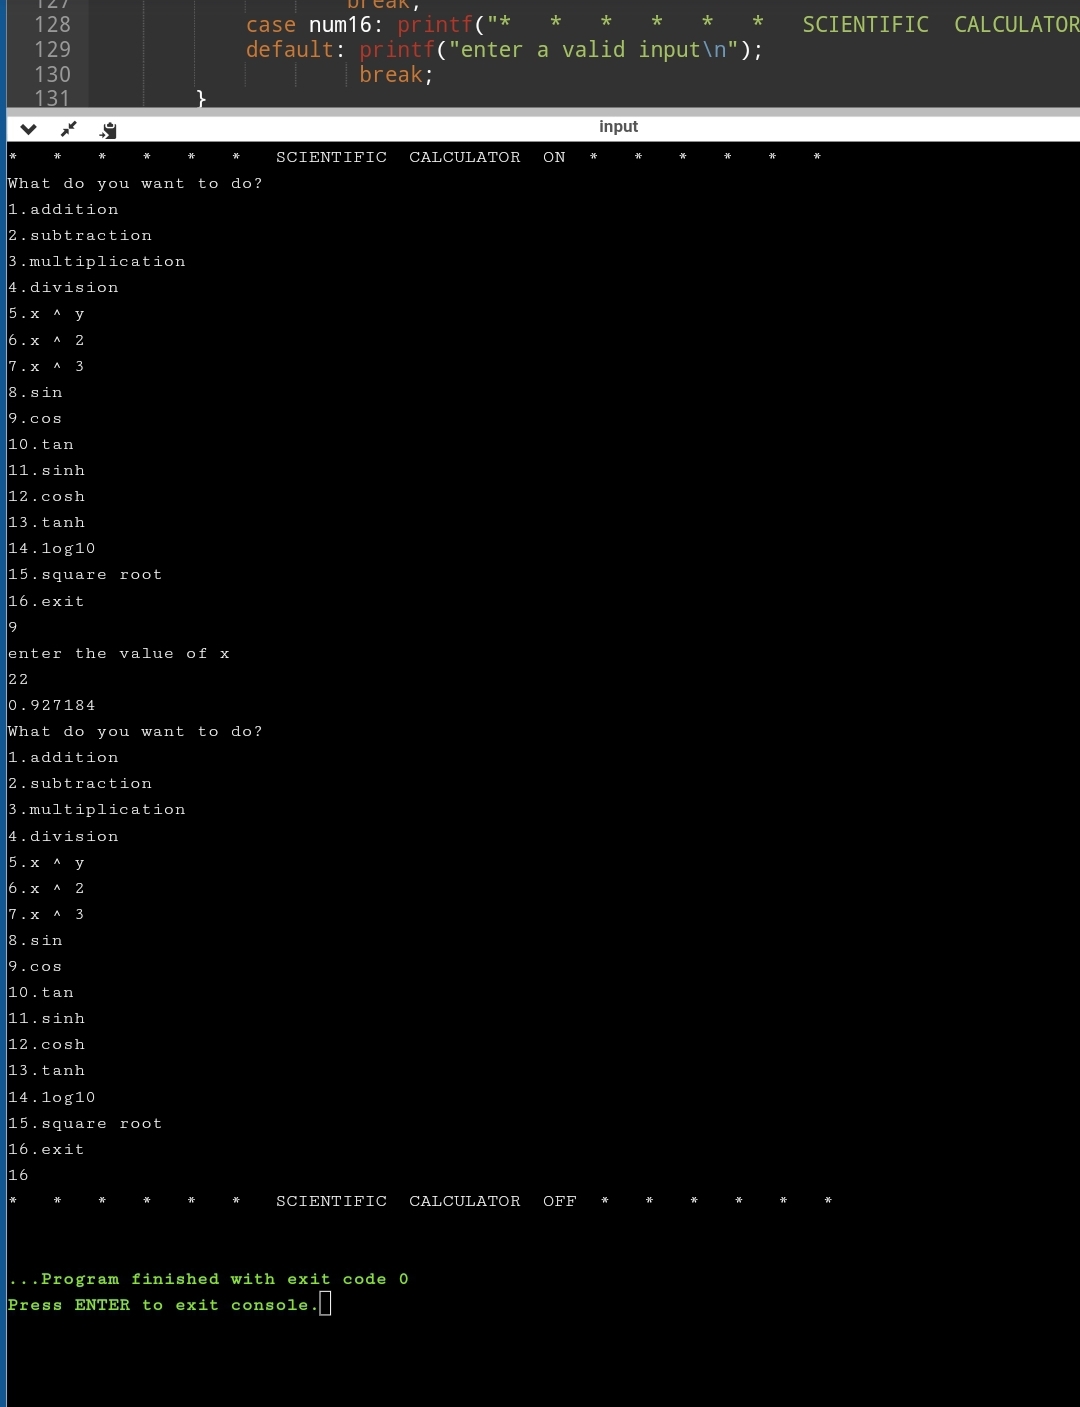 127 break;
128 case num16: printf("* * * * * * SCIENTIFIC CALCULATOR
129 default: printf("enter a valid input\n");
130 break;
131 }
input
* * * * * * SCIENTIFIC CALCULATOR ON * * * * * *
What do you want to do?
1.addition
2.subtraction
3.multiplication
4.division
5.x ^ y
6.x ^ 2
7.x ^ 3
8.sin
9.cos
10.tan
11.sinh
12.cosh
13.tanh
14.log10
15.square root
16.exit
9
enter the value of x
22
0.927184
What do you want to do?
1.addition
2.subtraction
3.multiplication
4.division
5.x ^ y
6.x ^ 2
7.x ^ 3
8.sin
9.cos
10.tan
11.sinh
12.cosh
13.tanh
14.log10
15.square root
16.exit
16
* * * * * * SCIENTIFIC CALCULATOR OFF * * * * * *
...Program finished with exit code 0
Press ENTER to exit console.